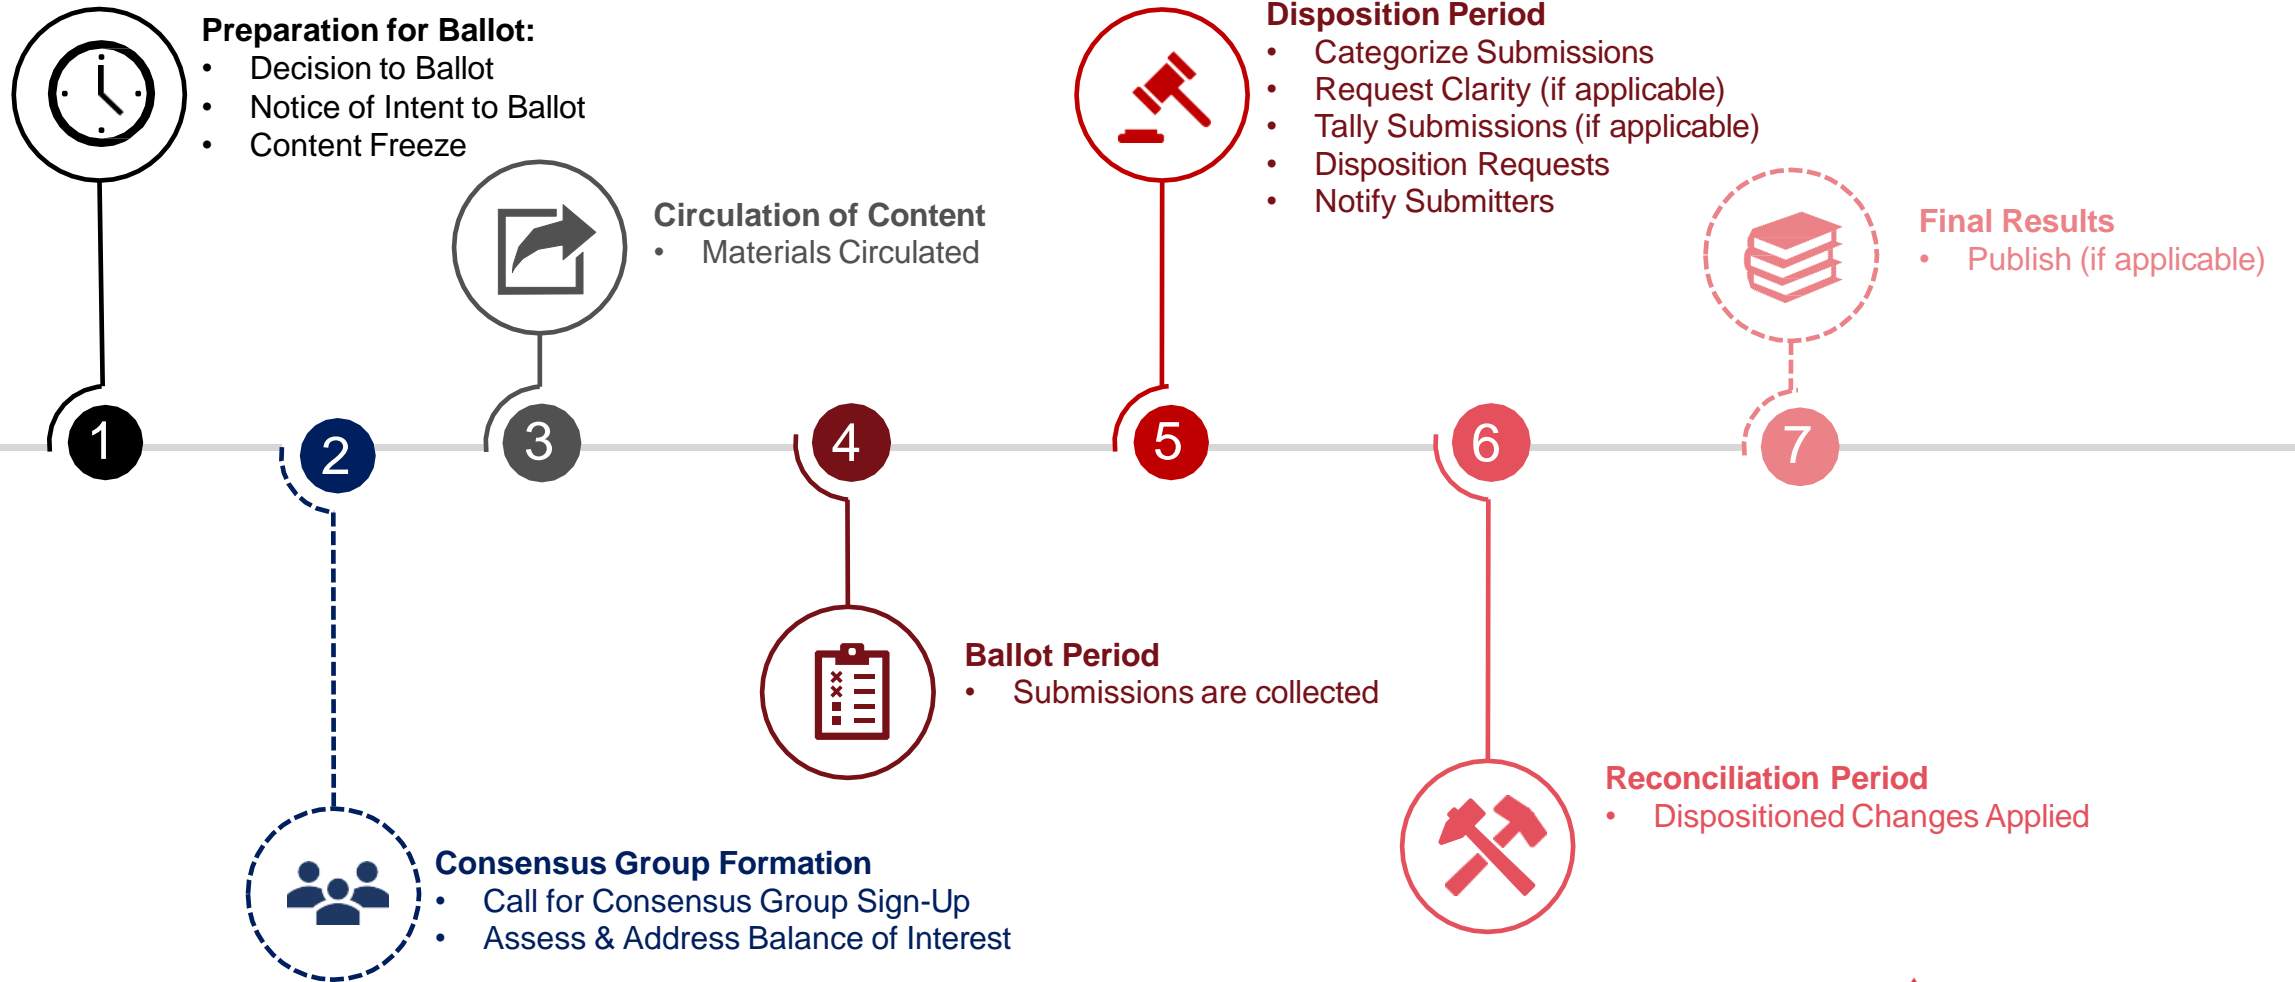 Preparation for Ballot:
• Decision to Ballot
• Notice of Intent to Ballot
• Content Freeze
Circulation of Content
• Materials Circulated
Disposition Period
• Categorize Submissions
• Request Clarity (if applicable)
• Tally Submissions (if applicable)
• Disposition Requests
• Notify Submitters
Final Results
• Publish (if applicable)
1
2
3
4
5
6
7
Ballot Period
• Submissions are collected
Reconciliation Period
• Dispositioned Changes Applied
Consensus Group Formation
• Call for Consensus Group Sign-Up
• Assess & Address Balance of Interest